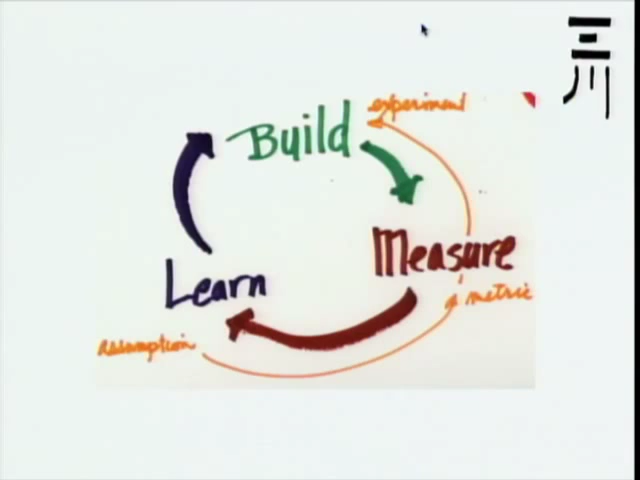 experiment
Build
Measure
a metric
Learn
assumption